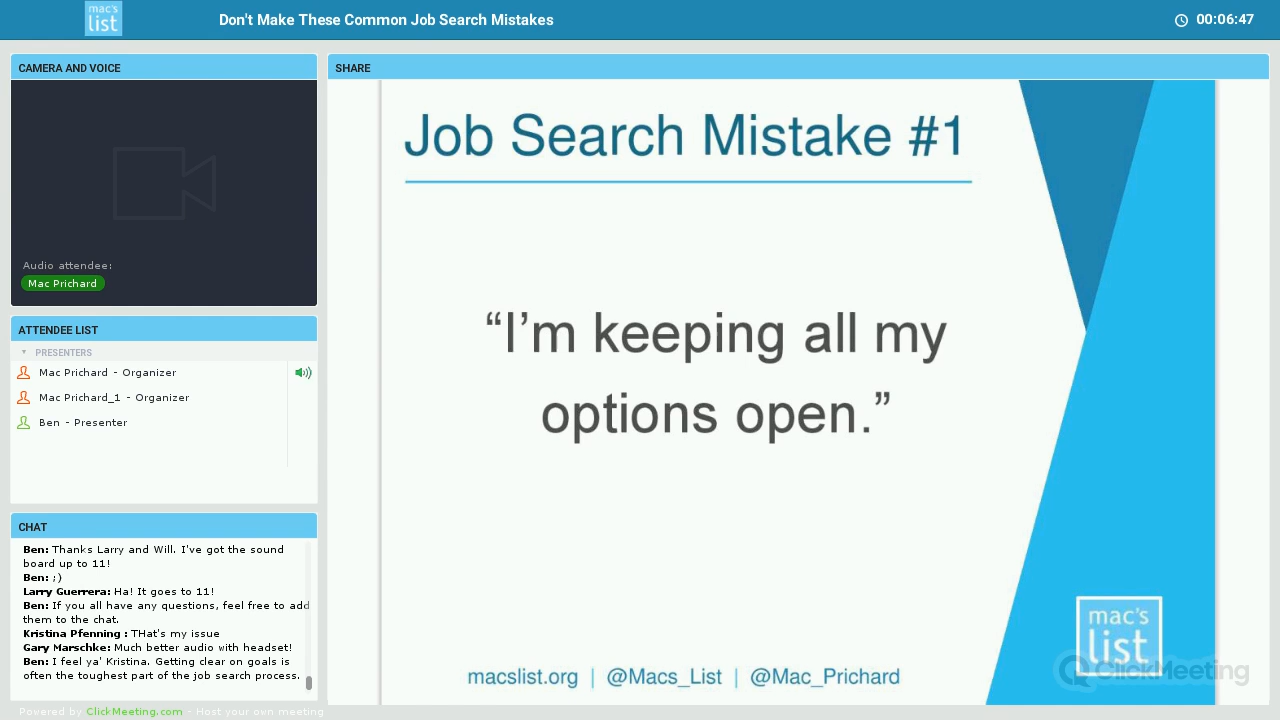 mac's
list
Don't Make These Common Job Search Mistakes
00:06:47
CAMERA AND VOICE
Audio attendee:
Mac Prichard
ATTENDEE LIST
PRESENTERS
Mac Prichard - Organizer
Mac Prichard_1 - Organizer
Ben - Presenter
CHAT
Ben: Thanks Larry and Will. I've got the sound
board up to 11!
Ben: ;)
Larry Guerrera: Ha! It goes to 11!
Ben: If you all have any questions, feel free to add
them to the chat.
Kristina Pfenning : THat's my issue
Gary Marschke: Much better audio with headset!
Ben: I feel ya' Kristina. Getting clear on goals is
often the toughest part of the job search process.
Powered by ClickMeeting.com - Host your own meeting
SHARE
Job Search Mistake #1
“I’m keeping all my
options open.”
macslist.org | @Macs_List | @Mac_Prichard
mac's
list
ClickMeeting